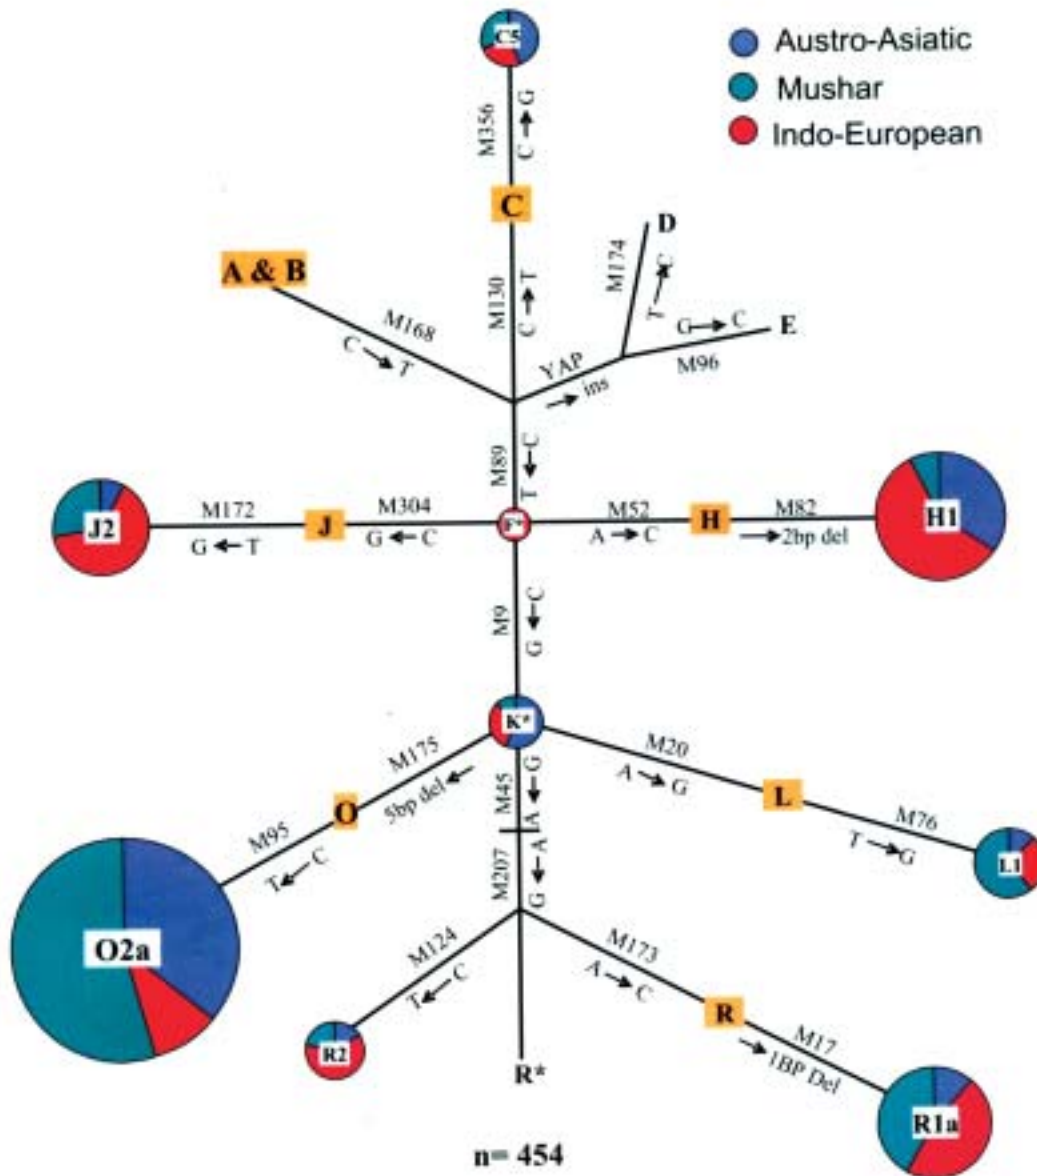 C5
Austro-Asiatic
Mushar
Indo-European
M356
C → G
C
D
A & B
M174
T → C
M130
C → T
M168
C → T
G → C
E
YAP
→ ins
M96
M89
T ← C
J2
M172
G ← T
J
M304
G ← C
F*
M52
A → C
H
M82
→ 2bp del
H1
M9
G ← C
K*
M175
5bp del ←
O
M95
T ← C
O2a
M45
A ← G
M207
G ← A
M20
A → G
L
M76
T → G
L1
M124
T ← C
R2
R*
M173
A → C
R
M17
→ 1BP Del
R1a
n= 454